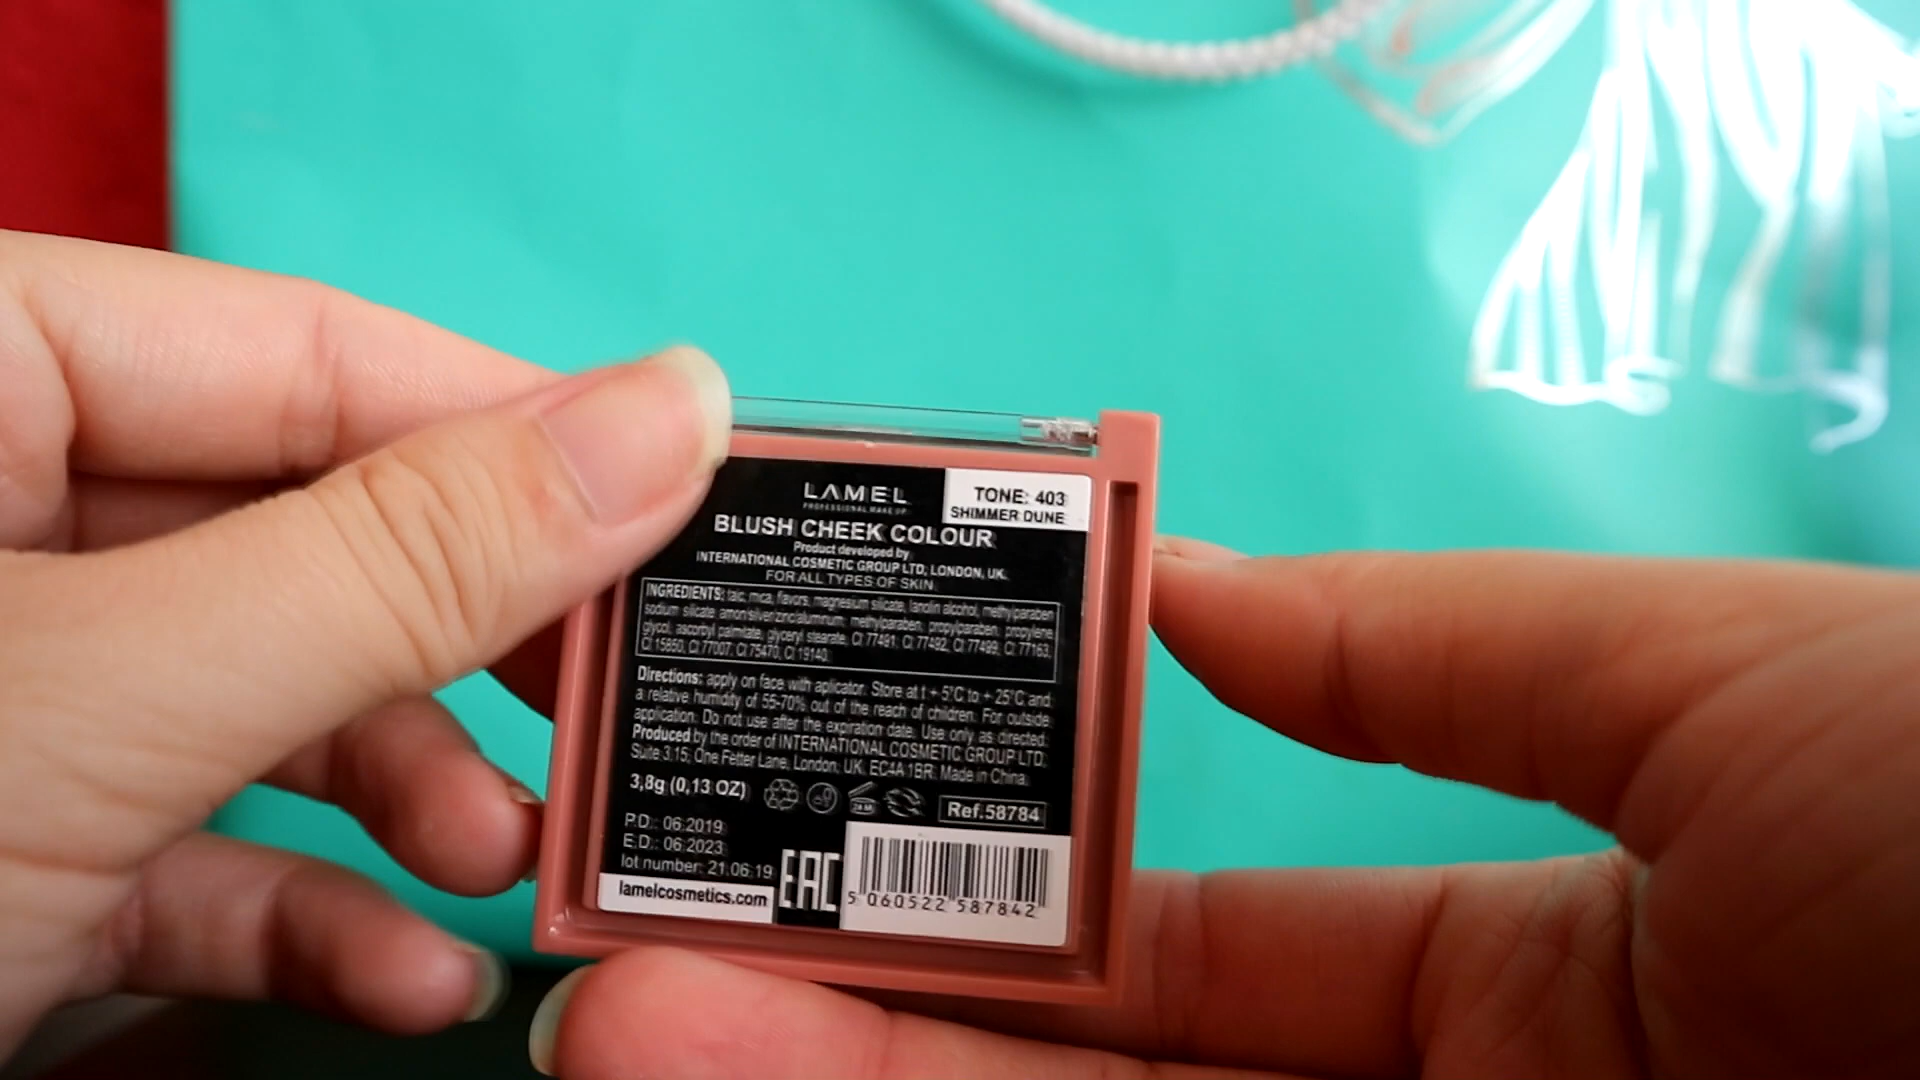 LAMEL
PROFESSIONAL MAKE UP
TONE: 403
SHIMMER DUNE
BLUSH CHEEK COLOUR
Product developed by
INTERNATIONAL COSMETIC GROUP LTD, LONDON, UK.
FOR ALL TYPES OF SKIN.
INGREDIENTS: talc, mica, flavors, magnesium silicate, lanolin alcohol, methylparaben
sodium silicate, methylparaben, propylparaben, propylene
glycol, ascorbyl palmitate, glyceryl stearate, CI 77491, CI 77492, CI 77499, CI 77163,
CI 15850, CI 77007, CI 75470, CI 19140.
Directions: apply on face with aplicator. Store at t + 5°C to + 25°C and
a relative humidity of 55-70% out of the reach of children. For outside
application. Do not use after the expiration date. Use only as directed.
Produced by the order of INTERNATIONAL COSMETIC GROUP LTD.
Suite 3.15, One Fetter Lane, London, UK, EC4A 1BR. Made in China.
3,8g (0,13 OZ)
24 M
Ref.58784
P.D.: 06.2019
E.D.: 06.2023
lot number: 21.06.19
lamelcosmetics.com
EAC
5 060522 587842